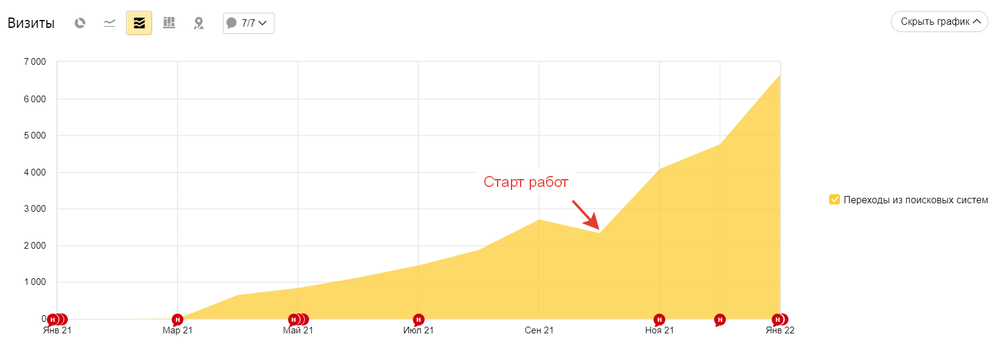 Визиты
7/7
Скрыть график
7 000
6 000
5 000
4 000
3 000
2 000
1 000
0
Старт работ
Переходы из поисковых систем
н н н н н н н
Янв 21 Мар 21 Май 21 Июл 21 Сен 21 Ноя 21 Янв 22